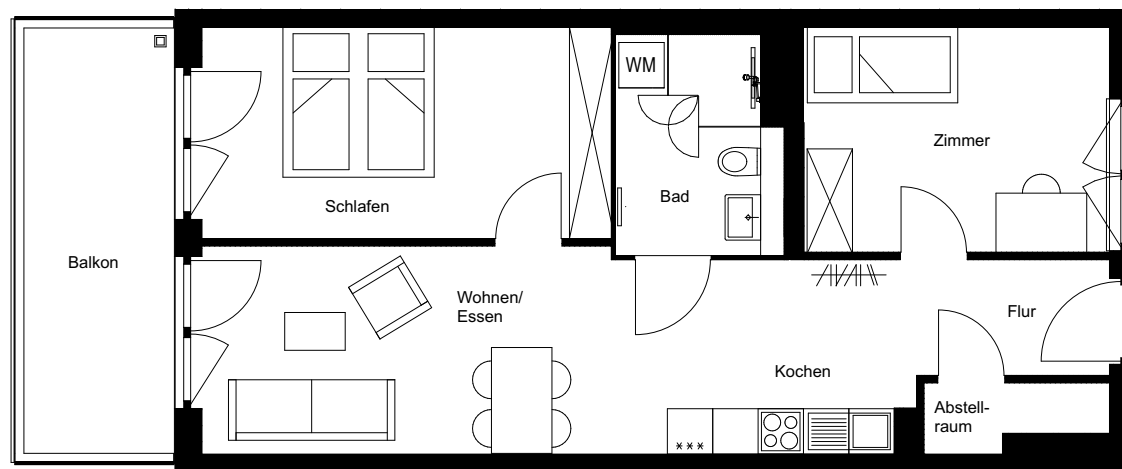 WM
Zimmer
Schlafen
Bad
Balkon
Wohnen/
Essen
Flur
Kochen
Abstell-
raum
***